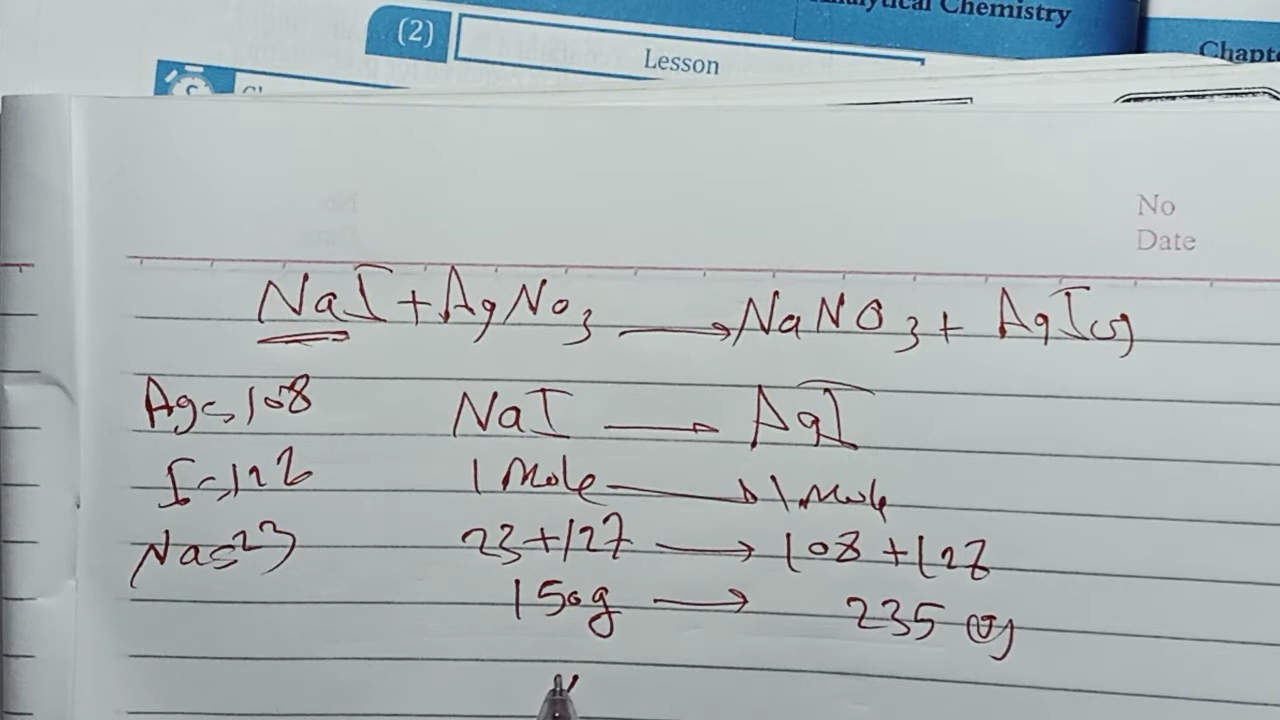 Analytical Chemistry
(2)
Lesson
Chapt
No
Date
NaI + AgNO3 → NaNO3 + AgI(s)
Ag = 108 NaI → AgI
I = 127 1 Mole → 1 Mole
Na = 23 23 + 127 → 108 + 127
150g → 235 g